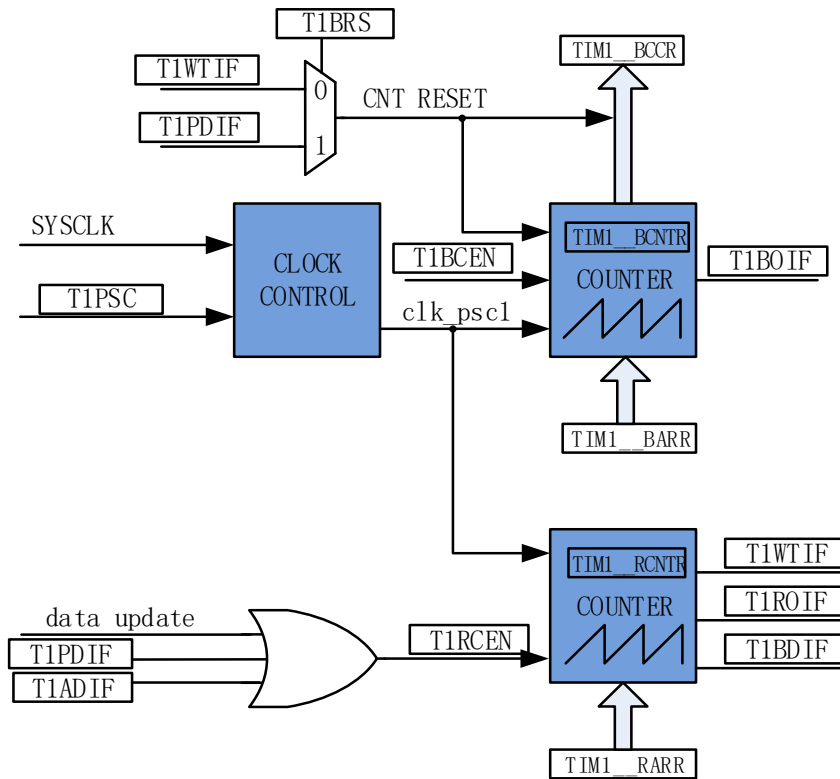 T1BRS
T1WTIF
0
TIM1__BCCR
CNT RESET
T1PDIF
1
SYSCLK
CLOCK
CONTROL
T1PSC
T1BCEN
TIM1__BCNTR
COUNTER
T1BOIF
clk_psc1
TIM1__BARR
TIM1__RCNTR
COUNTER
T1WTIF
T1ROIF
T1BDIF
data update
T1PDIF
T1ADIF
T1RCEN
TIM1__RARR